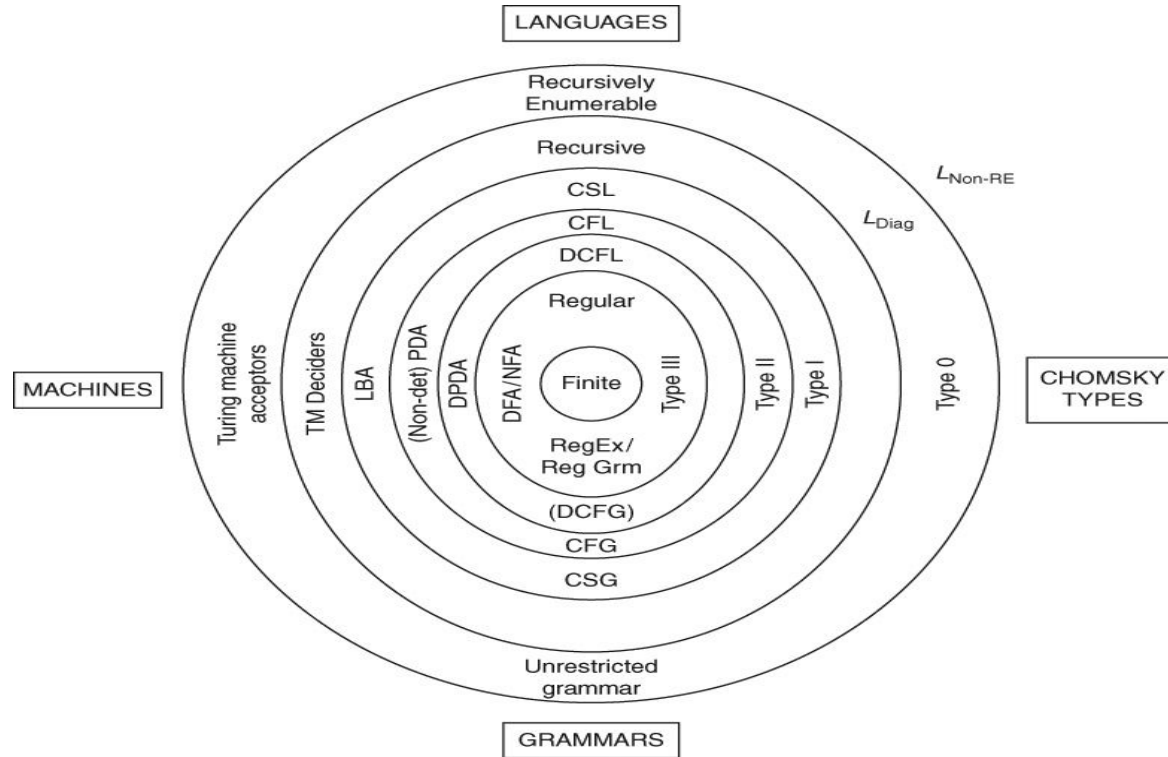 LANGUAGES
Recursively
Enumerable
Recursive
L Non-RE
CSL
L Diag
CFL
DCFL
Regular
MACHINES
Turing machine
acceptors
TM Deciders
LBA
(Non-det) PDA
DPDA
DFA/NFA
Finite
Type III
Type II
Type I
Type 0
CHOMSKY
TYPES
RegEx/
Reg Grm
(DCFG)
CFG
CSG
Unrestricted
grammar
GRAMMARS